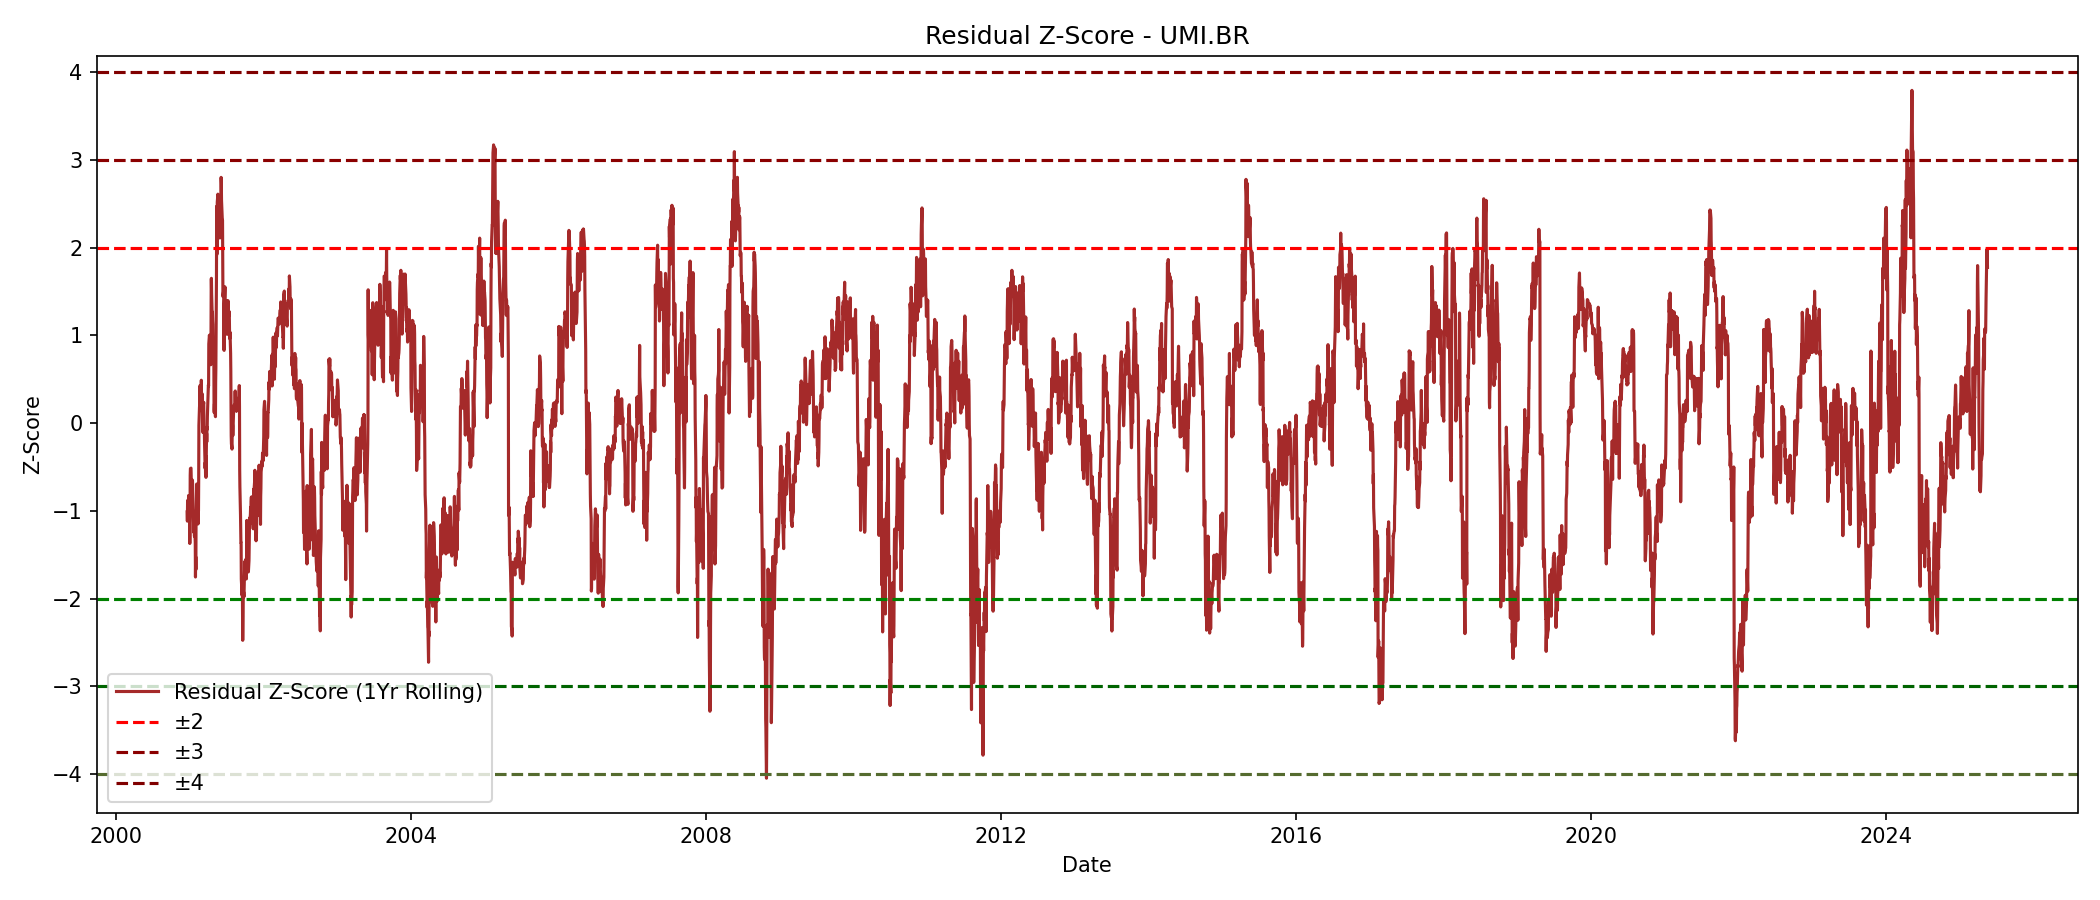 Residual Z-Score - UMI.BR
4
3
2
1
0
−1
−2
−3
−4
Z-Score
Residual Z-Score (1Yr Rolling)
±2
±3
±4
2000 2004 2008 2012 2016 2020 2024
Date